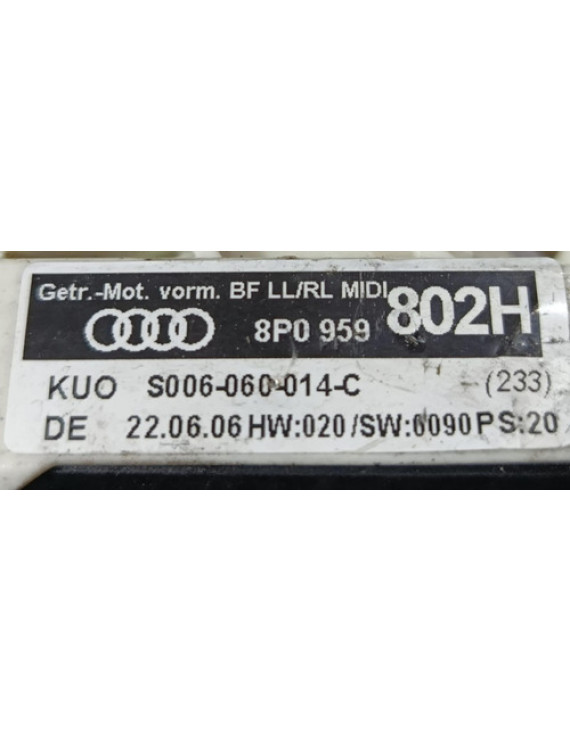 Getr.-Mot. vorm. BF LL/RL MIDI
8P0 959 802H
KUO S006-060-014-C (233)
DE 22.06.06 HW:020/SW:0090 PS:20